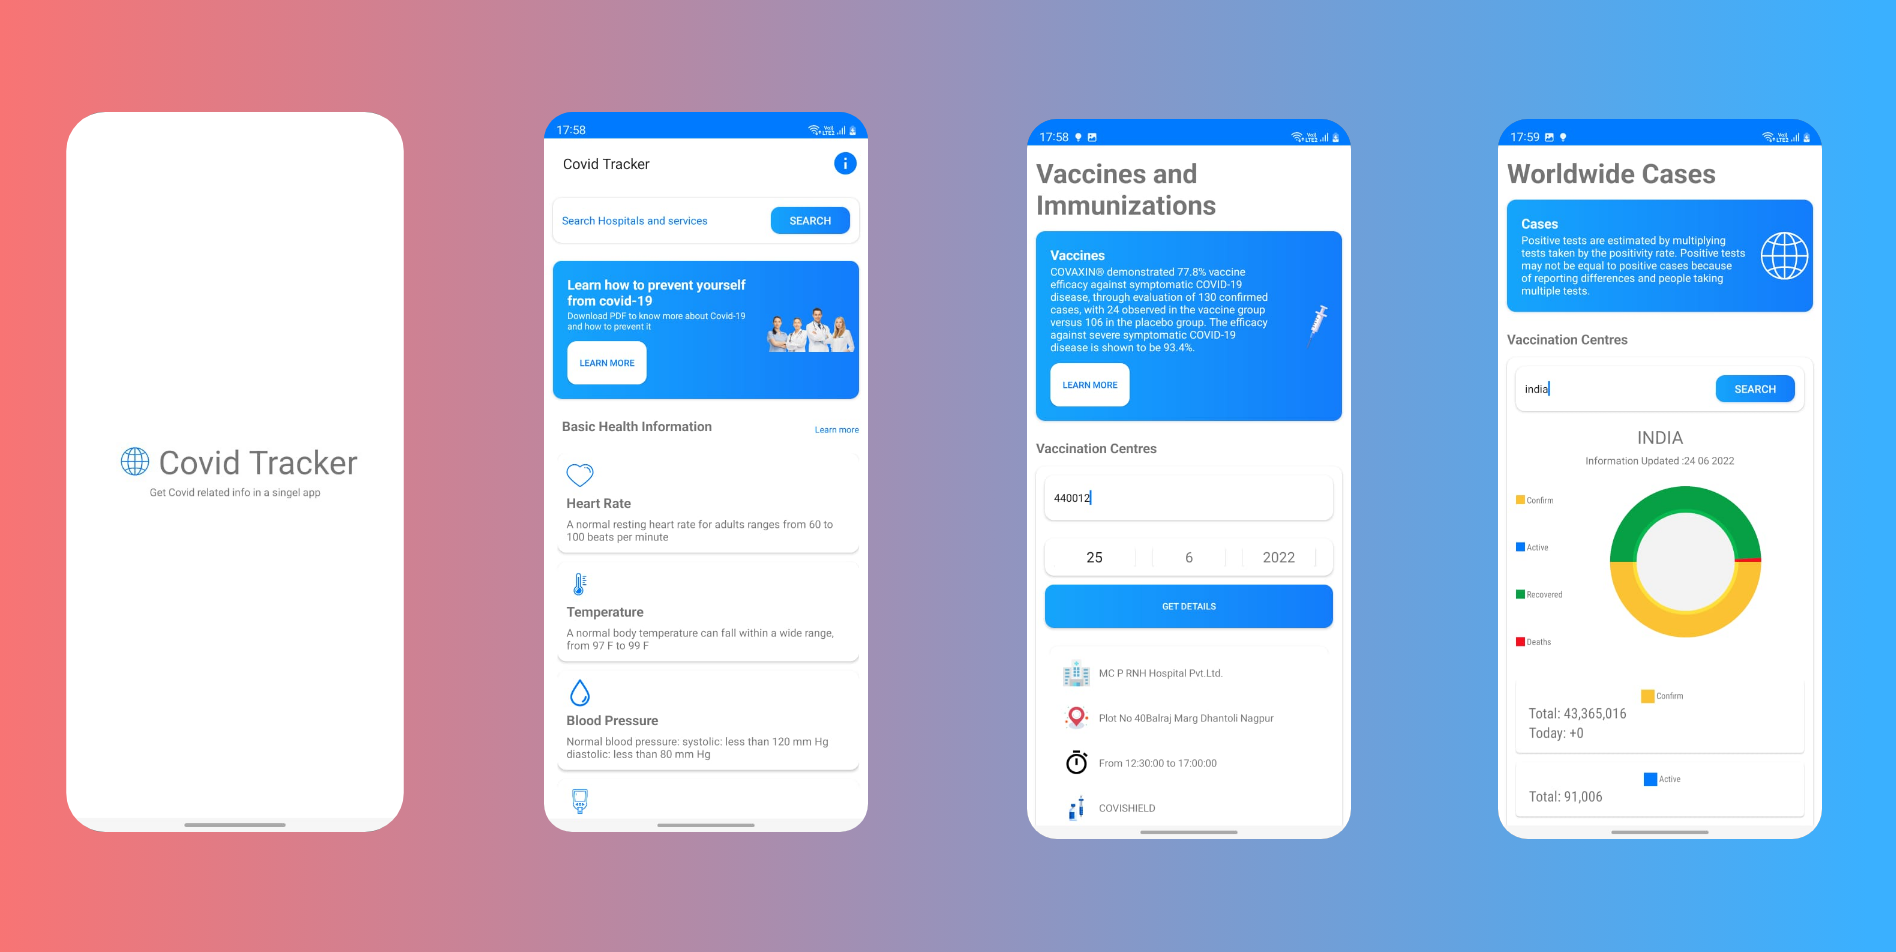 Covid Tracker
Get Covid related info in a singel app
17:58
Covid Tracker
Search Hospitals and services
SEARCH
Learn how to prevent yourself
from covid-19
Download PDF to know more about Covid-19
and how to prevent it
LEARN MORE
Basic Health Information
Learn more
Heart Rate
A normal resting heart rate for adults ranges from 60 to
100 beats per minute
Temperature
A normal body temperature can fall within a wide range,
from 97 F to 99 F
Blood Pressure
Normal blood pressure: systolic: less than 120 mm Hg
diastolic: less than 80 mm Hg
17:58
Vaccines and
Immunizations
Vaccines
COVAXIN® demonstrated 77.8% vaccine
efficacy against symptomatic COVID-19
disease, through evaluation of 130 confirmed
cases, with 24 observed in the vaccine group
versus 106 in the placebo group. The efficacy
against severe symptomatic COVID-19
disease is shown to be 93.4%.
LEARN MORE
Vaccination Centres
440012
25 6 2022
GET DETAILS
MC P RNH Hospital Pvt.Ltd.
Plot No 40Balraj Marg Dhantoli Nagpur
From 12:30:00 to 17:00:00
COVISHIELD
17:59
Worldwide Cases
Cases
Positive tests are estimated by multiplying
tests taken by the positivity rate. Positive tests
may not be equal to positive cases because
of reporting differences and people taking
multiple tests.
Vaccination Centres
india
SEARCH
INDIA
Information Updated :24 06 2022
Confirm
Active
Recovered
Deaths
Confirm
Total: 43,365,016
Today: +0
Active
Total: 91,006